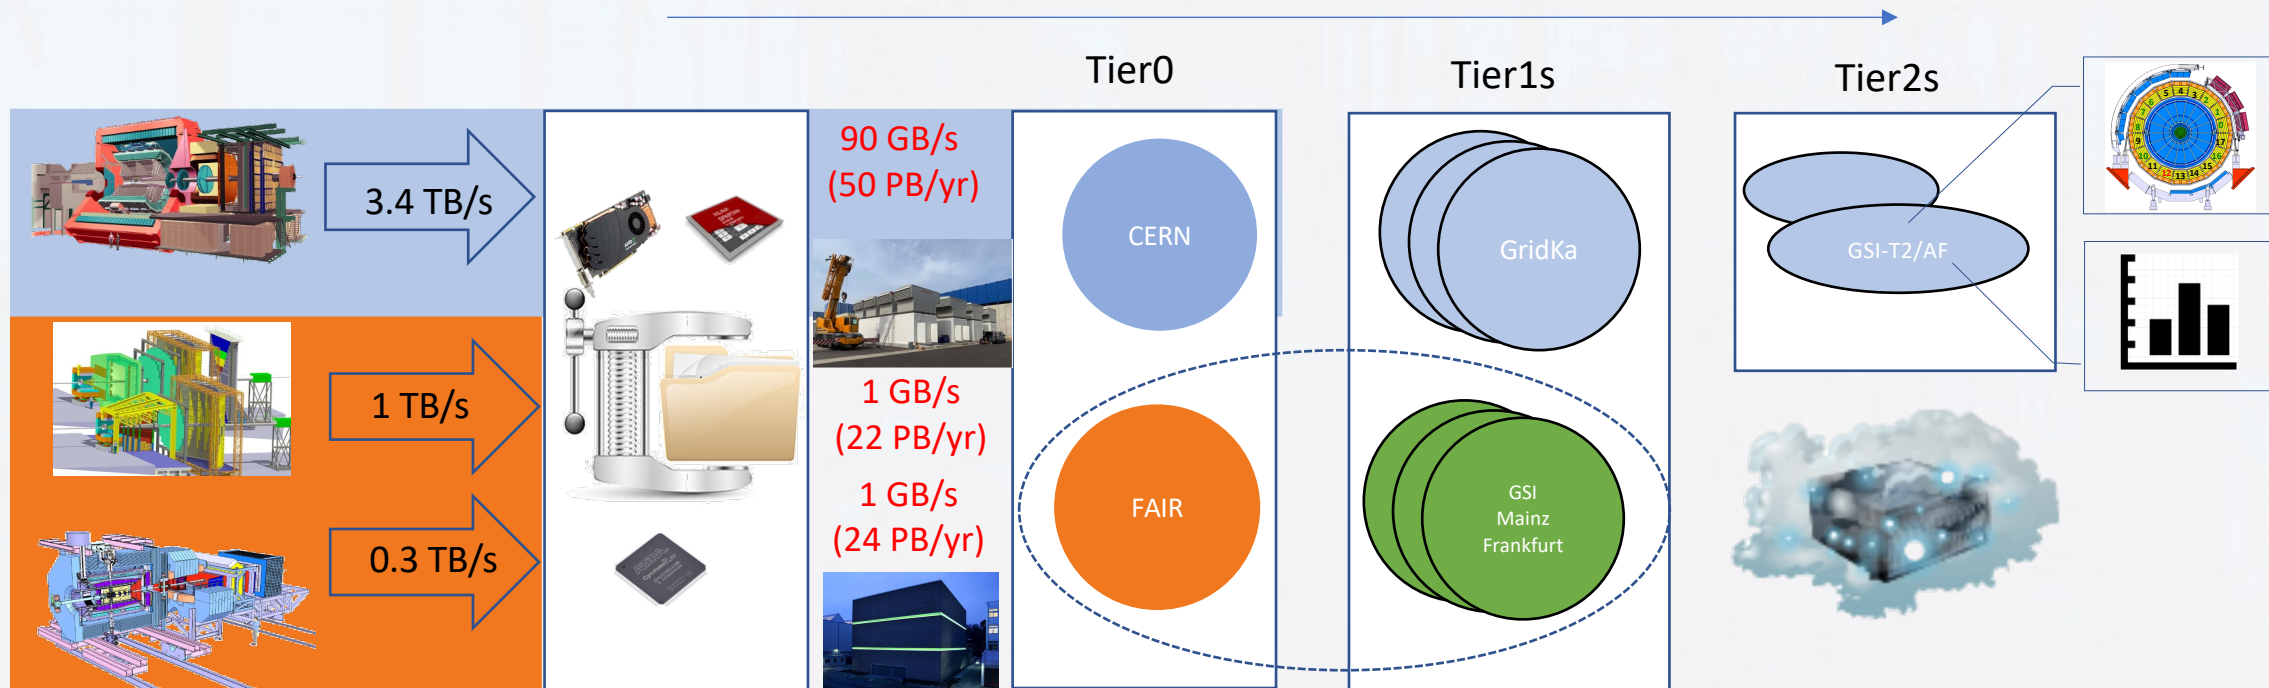 Tier0
Tier1s
Tier2s
3.4 TB/s
90 GB/s
(50 PB/yr)
CERN
GridKa
GSI-T2/AF
1 TB/s
1 GB/s
(22 PB/yr)
0.3 TB/s
1 GB/s
(24 PB/yr)
FAIR
GSI
Mainz
Frankfurt